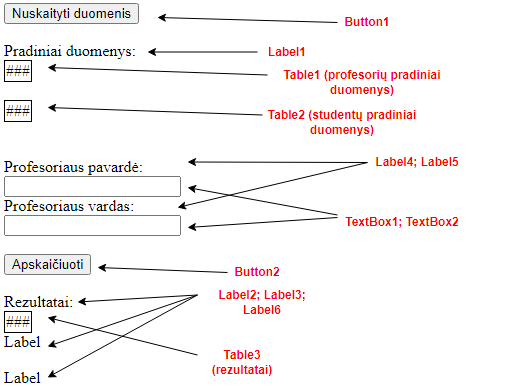 Nuskaityti duomenis
Button1
Pradiniai duomenys:
Label1
###
Table1 (profesorių pradiniai
duomenys)
###
Table2 (studentų pradiniai
duomenys)
Profesoriaus pavardė:
Label4; Label5
Profesoriaus vardas:
TextBox1; TextBox2
Apskaičiuoti
Button2
Rezultatai:
Label2; Label3;
Label6
###
Label
Table3
(rezultatai)
Label